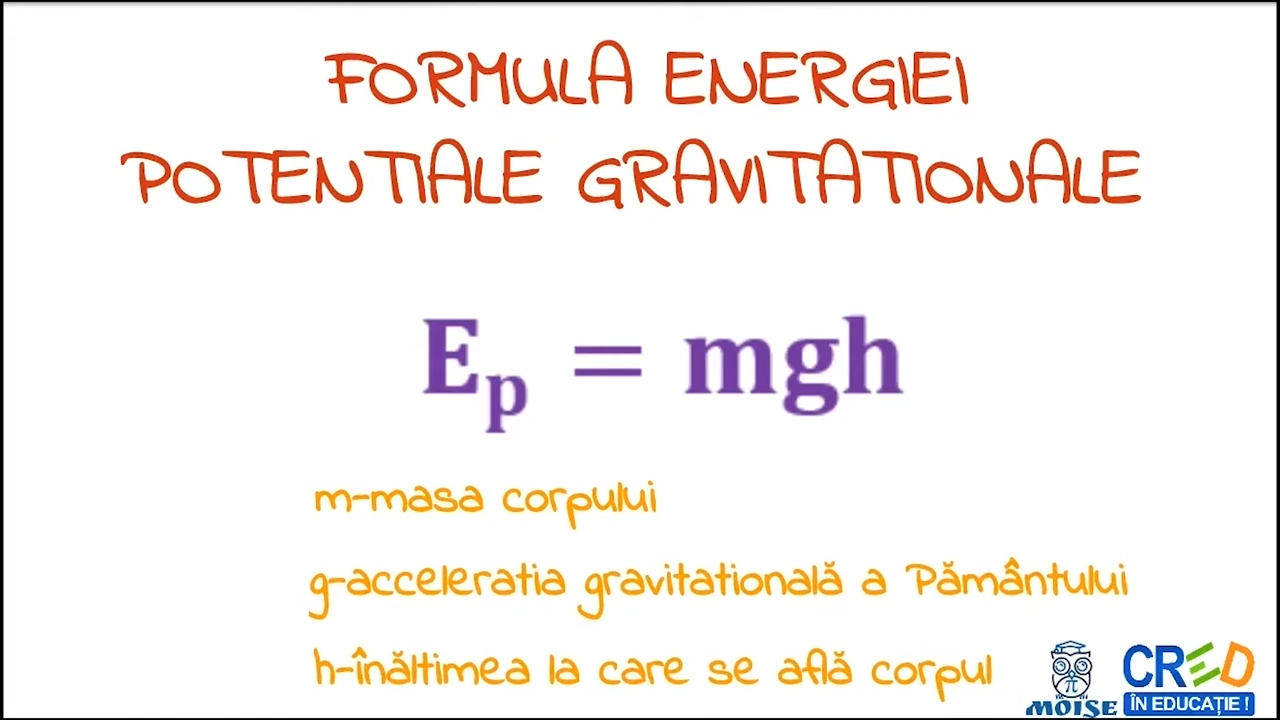 FORMULA ENERGIEI
POTENTIALE GRAVITATIONALE
Ep = mgh
m-masa corpului
g-acceleratia gravitatională a Pământului
h-înăltimea la care se află corpul
π
MOIȘE
CRED
ÎN EDUCAȚIE !